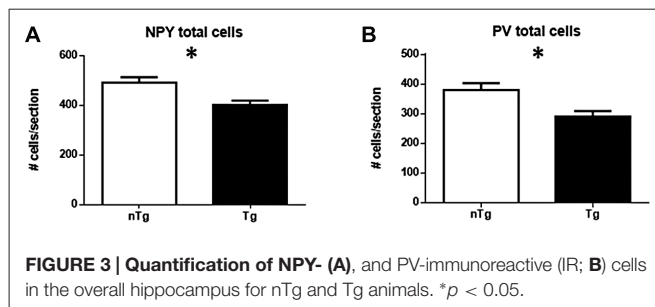 A
NPY total cells
*
# cells/section
600
400
200
0
nTg
Tg
B
PV total cells
*
# cells/section
500
400
300
200
100
0
nTg
Tg
FIGURE 3 | Quantification of NPY- (A), and PV-immunoreactive (IR; B) cells
in the overall hippocampus for nTg and Tg animals. *p < 0.05.